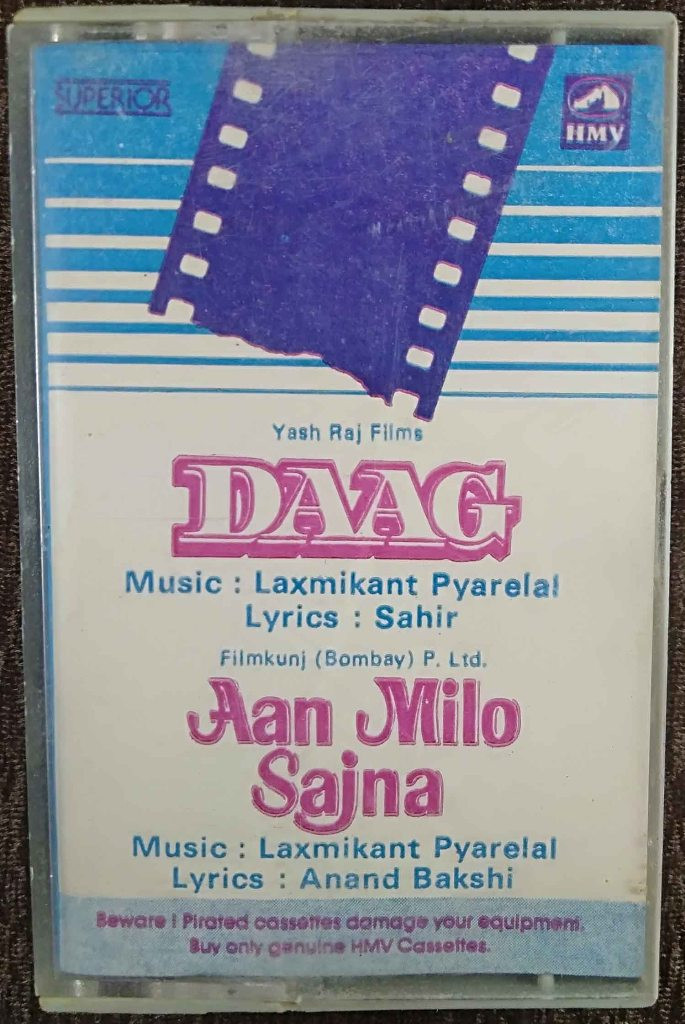 SUPERIOR
HMV
Yash Raj Films
DAAG
Music : Laxmikant Pyarelal
Lyrics : Sahir
Filmkunj (Bombay) P. Ltd.
Aan Milo
Sajna
Music : Laxmikant Pyarelal
Lyrics : Anand Bakshi
Beware ! Pirated cassettes damage your equipment.
Buy only genuine HMV Cassettes.